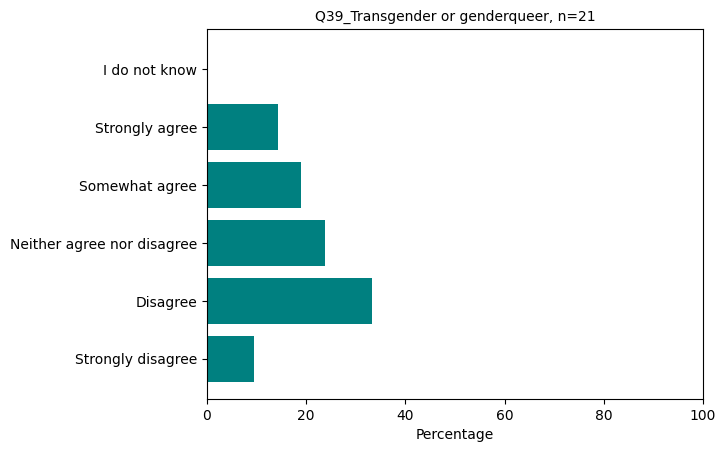 Q39_Transgender or genderqueer, n=21
I do not know
Strongly agree
Somewhat agree
Neither agree nor disagree
Disagree
Strongly disagree
0 20 40 60 80 100
Percentage